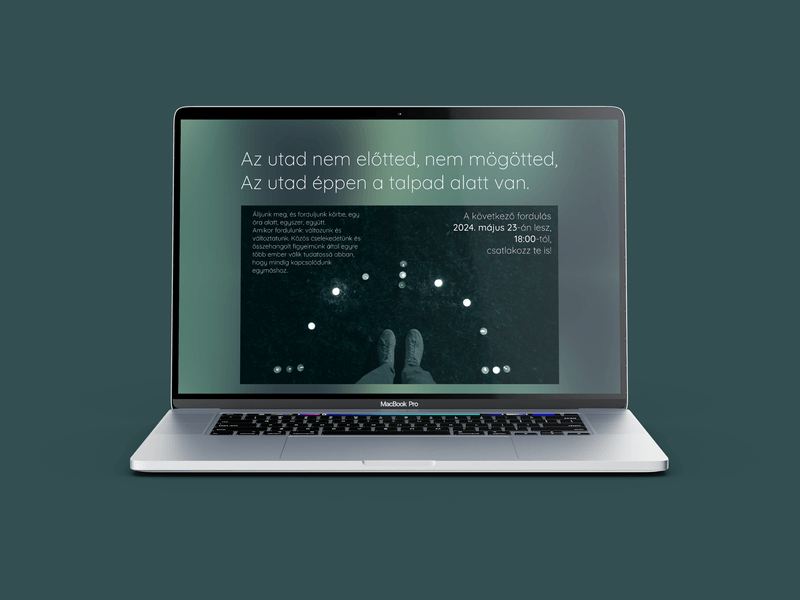 Az utad nem előtted, nem mögötted,
Az utad éppen a talpad alatt van.
Álljunk meg, és forduljunk körbe, egy
óra alatt, egyszer, együtt.
Amikor fordulunk: változunk és
változtatunk. Közös cselekedetünk és
összehangolt figyelmünk által egyre
több ember válik tudatossá abban,
hogy mindig kapcsolódunk
egymáshoz.
A következő fordulás
2024. május 23-án lesz,
18:00-tól,
csatlakozz te is!
MacBook Pro